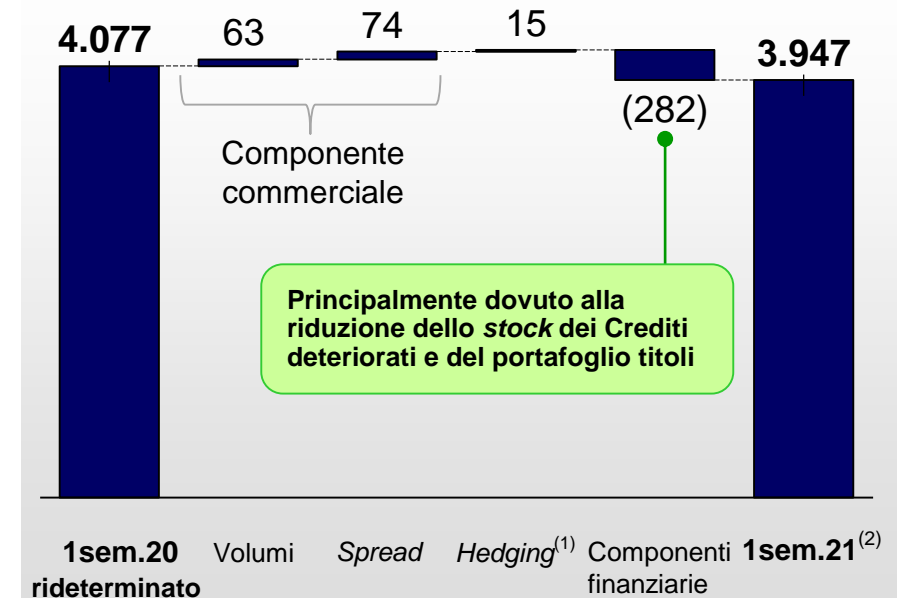 4.077
63
74
15
3.947
(282)
Componente
commerciale
Principalmente dovuto alla
riduzione dello stock dei Crediti
deteriorati e del portafoglio titoli
1sem.20
rideterminato
Volumi
Spread
Hedging(1)
Componenti
finanziarie
1sem.21(2)